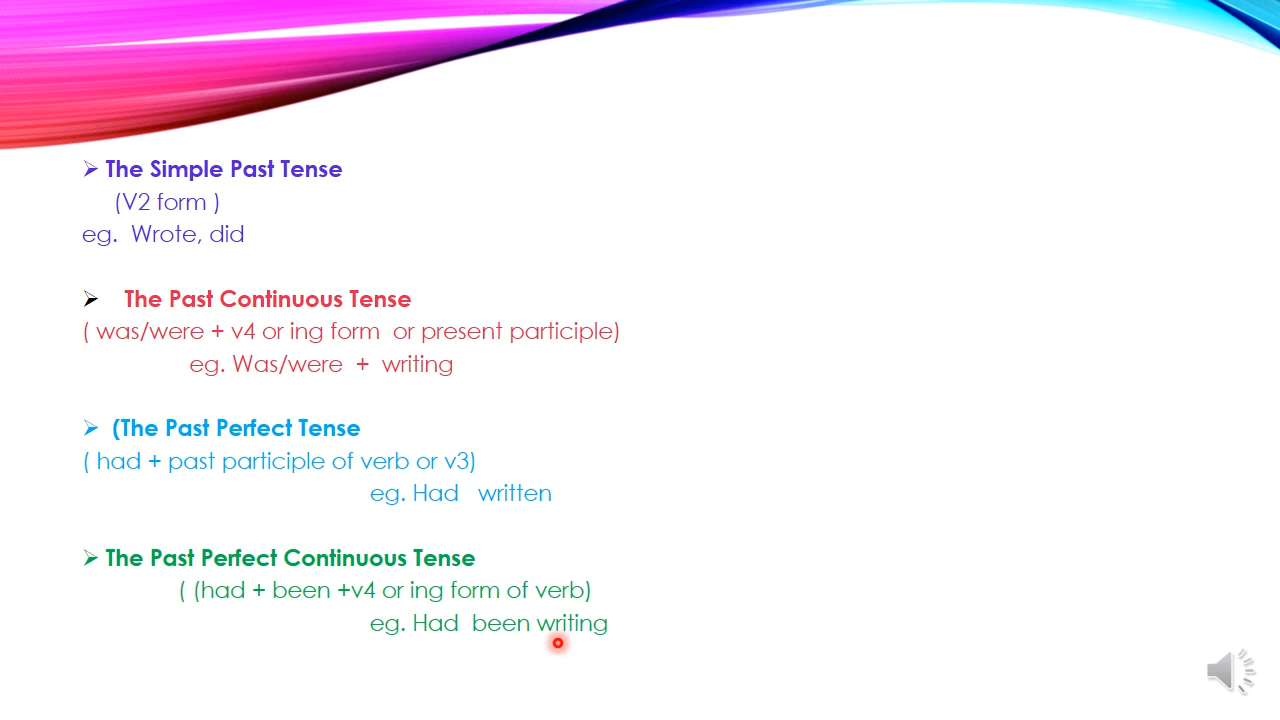 ➢ The Simple Past Tense
(V2 form )
eg. Wrote, did
➢ The Past Continuous Tense
( was/were + v4 or ing form or present participle)
eg. Was/were + writing
➢ (The Past Perfect Tense
( had + past participle of verb or v3)
eg. Had written
➢ The Past Perfect Continuous Tense
( (had + been +v4 or ing form of verb)
eg. Had been writing